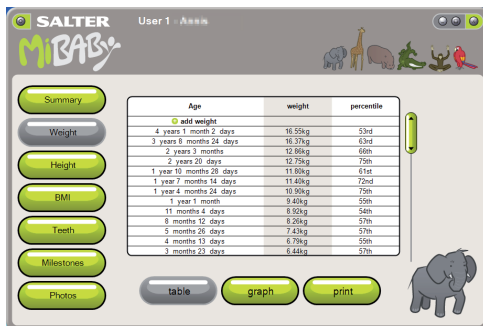 SALTER
User 1 -
MiBABy
Summary
Weight
Height
BMI
Teeth
Milestones
Photos
Age weight percentile
add weight
4 years 1 month 2 days 16.55kg 53rd
3 years 8 months 24 days 16.37kg 63rd
2 years 3 months 12.86kg 66th
2 years 20 days 12.75kg 75th
1 year 10 months 28 days 11.80kg 61st
1 year 7 months 14 days 11.40kg 72nd
1 year 4 months 24 days 10.90kg 75th
1 year 1 month 9.40kg 55th
11 months 4 days 8.92kg 54th
8 months 12 days 8.26kg 57th
5 months 26 days 7.43kg 57th
4 months 13 days 6.79kg 55th
3 months 23 days 6.44kg 57th
table graph print